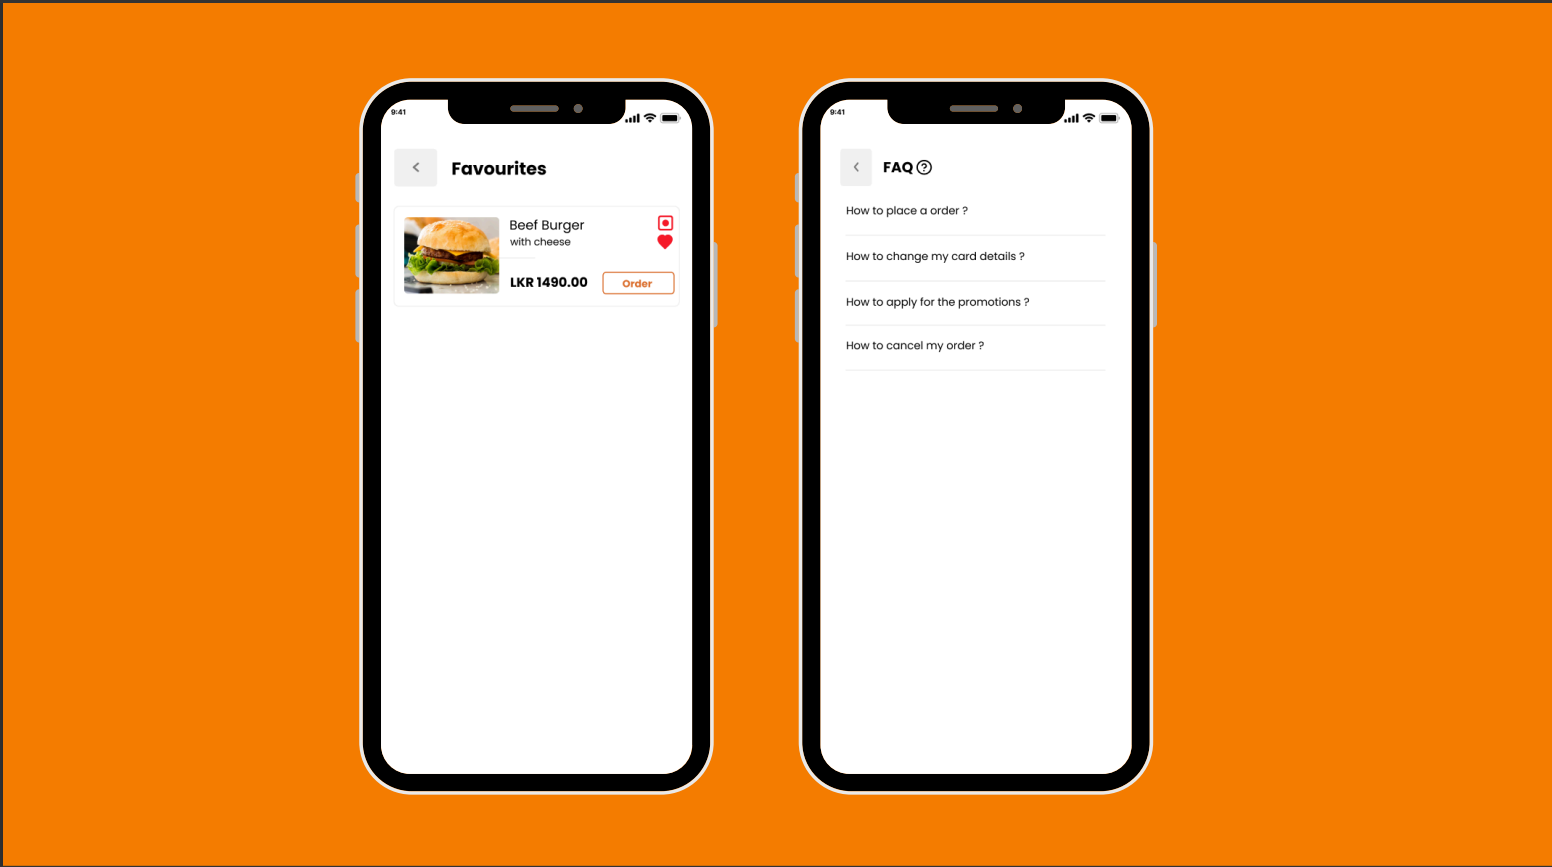 9:41
Favourites
Beef Burger
with cheese
LKR 1490.00
Order
9:41
FAQ
How to place a order ?
How to change my card details ?
How to apply for the promotions ?
How to cancel my order ?